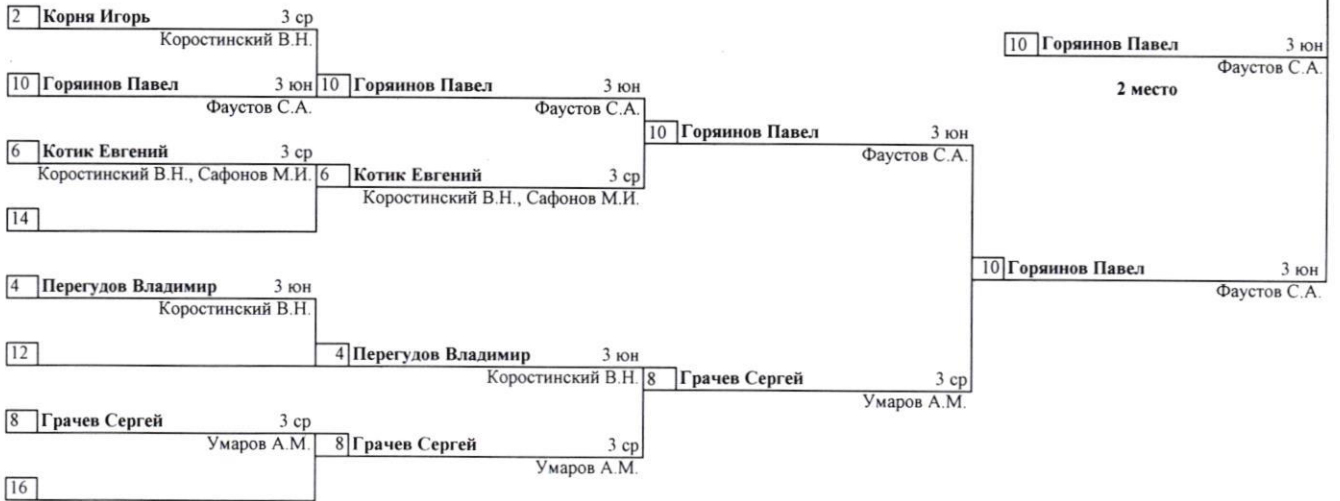 2 Корня Игорь 3 ср
Коростинский В.Н.
10 Горяинов Павел 3 юн
Фаустов С.А.
2 место
10 Горяинов Павел 3 юн
Фаустов С.А.
10 Горяинов Павел 3 юн
Фаустов С.А.
10 Горяинов Павел 3 юн
Фаустов С.А.
6 Котик Евгений 3 ср
Коростинский В.Н., Сафонов М.И.
6 Котик Евгений 3 ср
Коростинский В.Н., Сафонов М.И.
14
10 Горяинов Павел 3 юн
Фаустов С.А.
4 Перегудов Владимир 3 юн
Коростинский В.Н.
12
4 Перегудов Владимир 3 юн
Коростинский В.Н.
8 Грачев Сергей 3 ср
Умаров А.М.
8 Грачев Сергей 3 ср
Умаров А.М.
8 Грачев Сергей 3 ср
Умаров А.М.
16